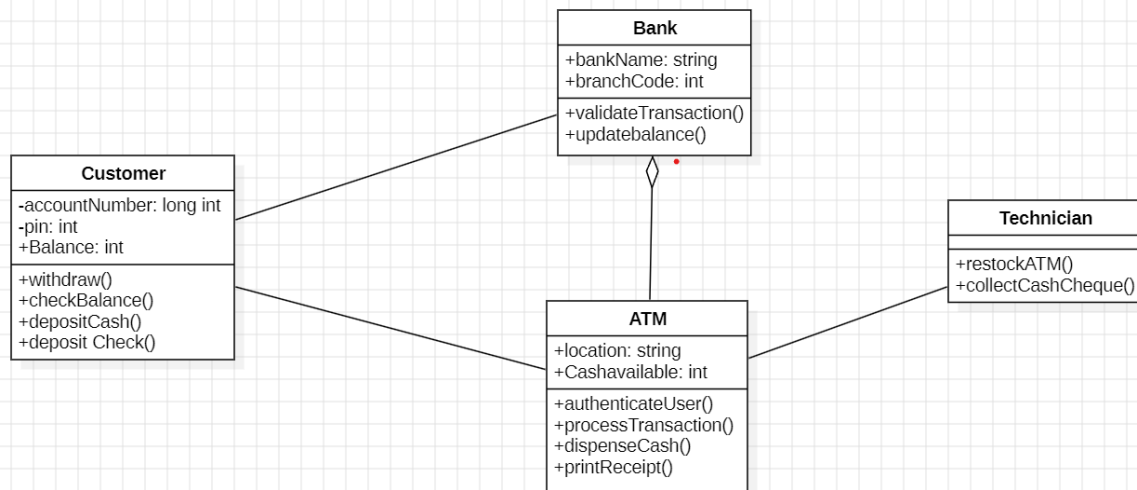 Bank
+bankName: string
+branchCode: int
+validateTransaction()
+updatebalance()
Customer
-accountNumber: long int
-pin: int
+Balance: int
+withdraw()
+checkBalance()
+depositCash()
+deposit Check()
Technician
+restockATM()
+collectCashCheque()
ATM
+location: string
+Cashavailable: int
+authenticateUser()
+processTransaction()
+dispenseCash()
+printReceipt()